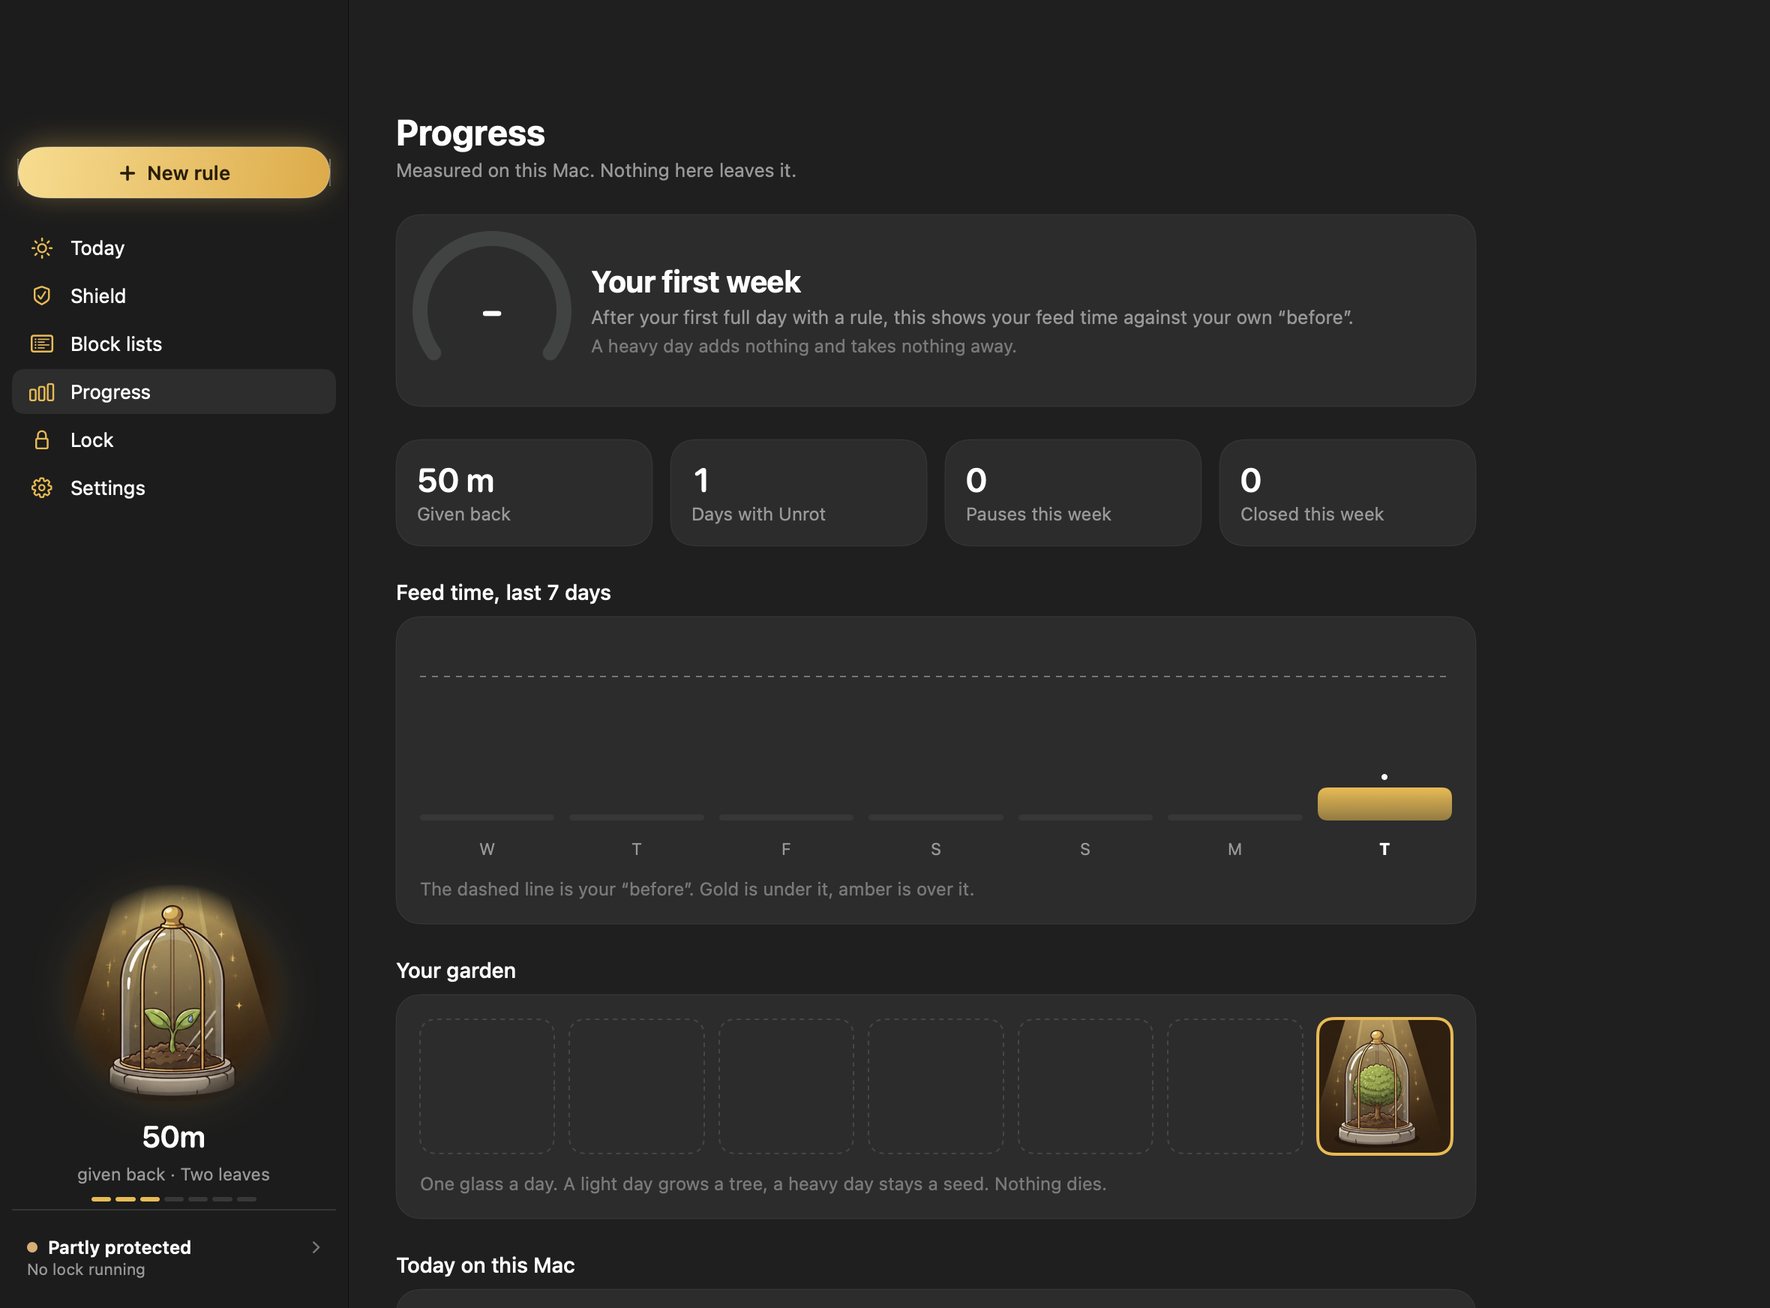 + New rule
Today
Shield
Block lists
Progress
Lock
Settings
50m
given back · Two leaves
Partly protected
No lock running
Progress
Measured on this Mac. Nothing here leaves it.
–
Your first week
After your first full day with a rule, this shows your feed time against your own “before”.
A heavy day adds nothing and takes nothing away.
50 m
Given back
1
Days with Unrot
0
Pauses this week
0
Closed this week
Feed time, last 7 days
W T F S S M T
The dashed line is your “before”. Gold is under it, amber is over it.
Your garden
One glass a day. A light day grows a tree, a heavy day stays a seed. Nothing dies.
Today on this Mac